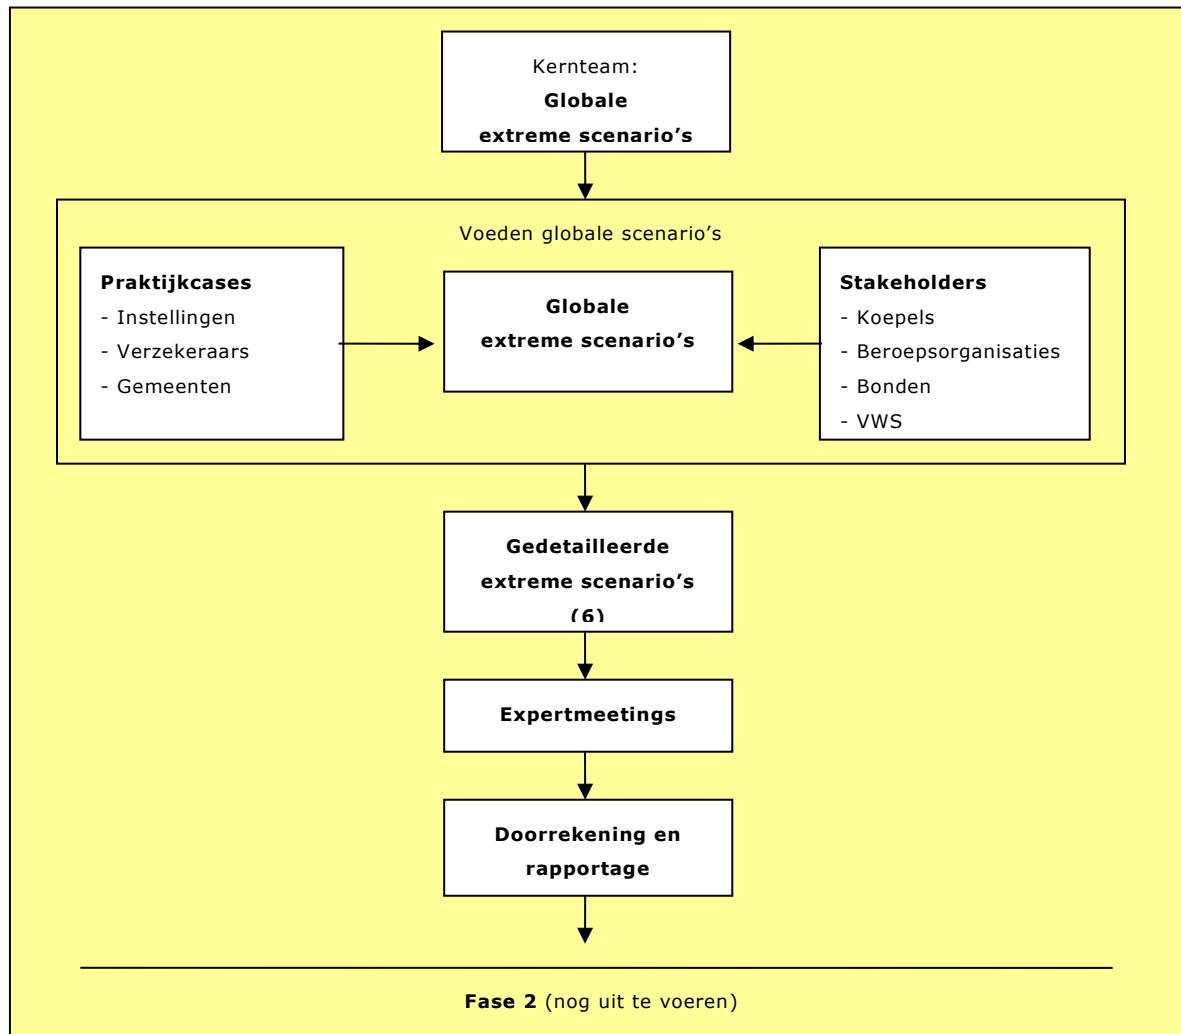 Kernteam:
Globale
extreme scenario’s
Voeden globale scenario’s
Praktijkcases
- Instellingen
- Verzekeraars
- Gemeenten
Globale
extreme scenario’s
Stakeholders
- Koepels
- Beroepsorganisaties
- Bonden
- VWS
Gedetailleerde
extreme scenario’s
(6)
Expertmeetings
Doorrekening en
rapportage
Fase 2 (nog uit te voeren)